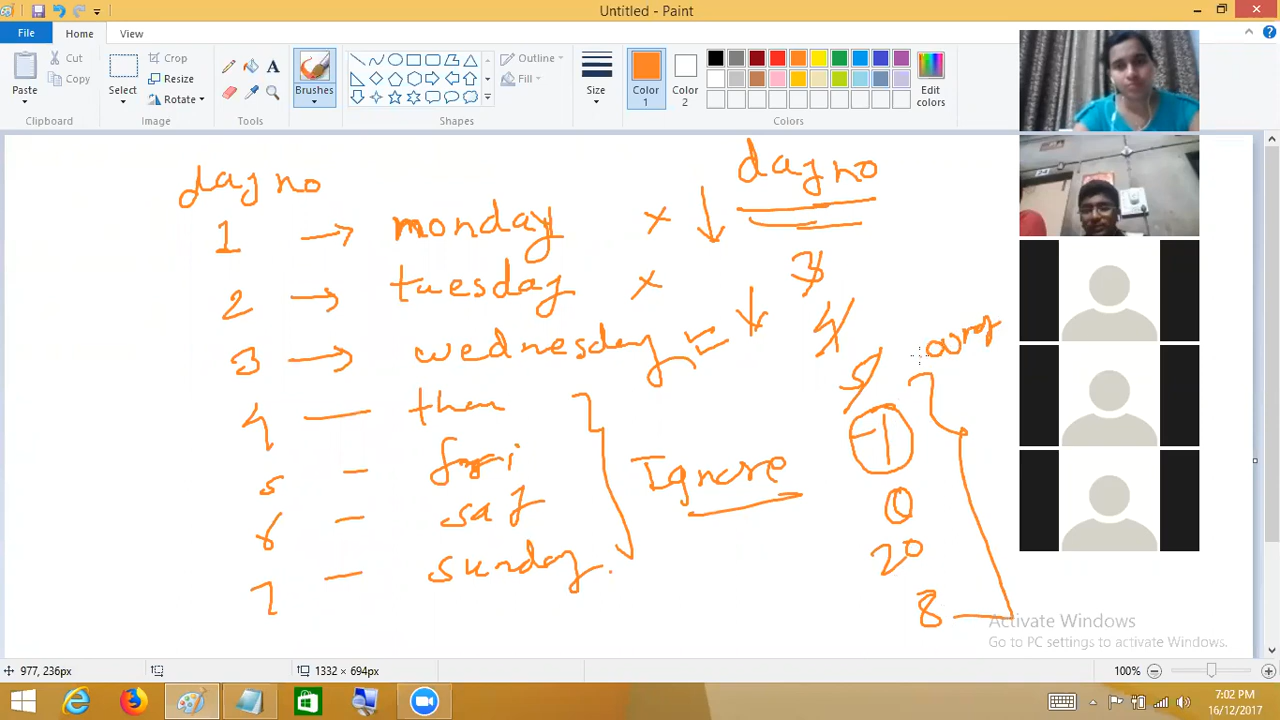 Untitled - Paint
File Home View
Paste
Cut
Copy
Clipboard
Select
Crop
Resize
Rotate
Image
A
Tools
Brushes
Outline
Fill
Shapes
Size
Color 1
Color 2
Edit colors
Colors
day no
1 → monday ×
2 → tuesday ×
3 → wednesday =
4 — thur
5 - fri
6 - sat
7 - sunday.
Ignore
day no
3
4
5
-1
0
20
8
Activate Windows
Go to PC settings to activate Windows.
977, 236px
1332 × 694px
100%
7:02 PM
16/12/2017